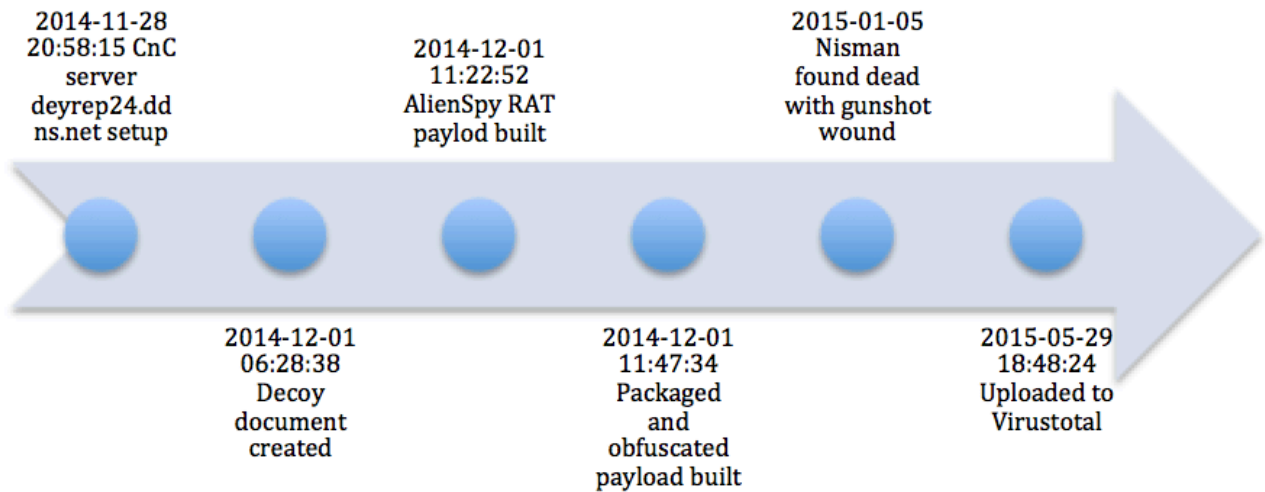 2014-11-28
20:58:15 CnC
server
deyrep24.dd
ns.net setup
2014-12-01
06:28:38
Decoy
document
created
2014-12-01
11:22:52
AlienSpy RAT
paylod built
2014-12-01
11:47:34
Packaged
and
obfuscated
payload built
2015-01-05
Nisman
found dead
with gunshot
wound
2015-05-29
18:48:24
Uploaded to
Virustotal